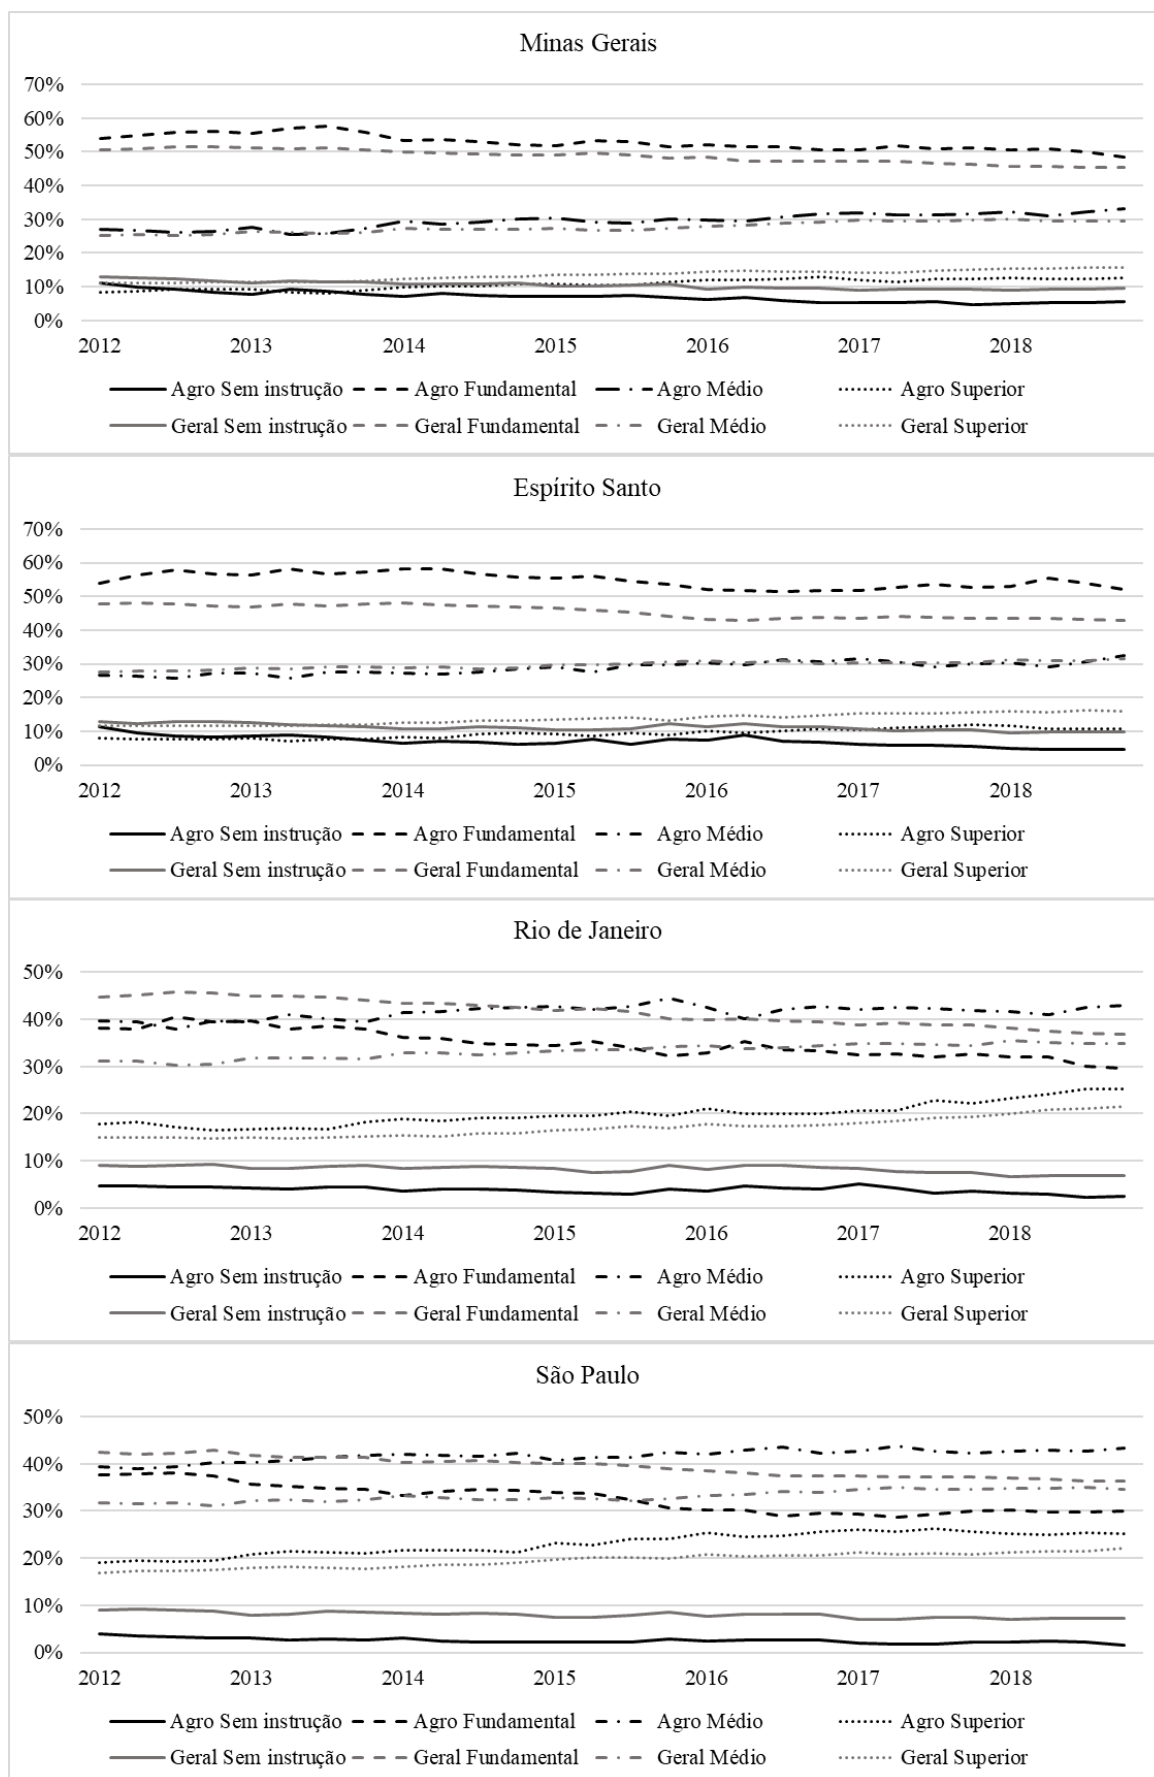 Minas Gerais
70%
60%
50%
40%
30%
20%
10%
0%
2012 2013 2014 2015 2016 2017 2018
Agro Sem instrução Agro Fundamental Agro Médio Agro Superior
Geral Sem instrução Geral Fundamental Geral Médio Geral Superior
Espírito Santo
70%
60%
50%
40%
30%
20%
10%
0%
2012 2013 2014 2015 2016 2017 2018
Agro Sem instrução Agro Fundamental Agro Médio Agro Superior
Geral Sem instrução Geral Fundamental Geral Médio Geral Superior
Rio de Janeiro
50%
40%
30%
20%
10%
0%
2012 2013 2014 2015 2016 2017 2018
Agro Sem instrução Agro Fundamental Agro Médio Agro Superior
Geral Sem instrução Geral Fundamental Geral Médio Geral Superior
São Paulo
50%
40%
30%
20%
10%
0%
2012 2013 2014 2015 2016 2017 2018
Agro Sem instrução Agro Fundamental Agro Médio Agro Superior
Geral Sem instrução Geral Fundamental Geral Médio Geral Superior